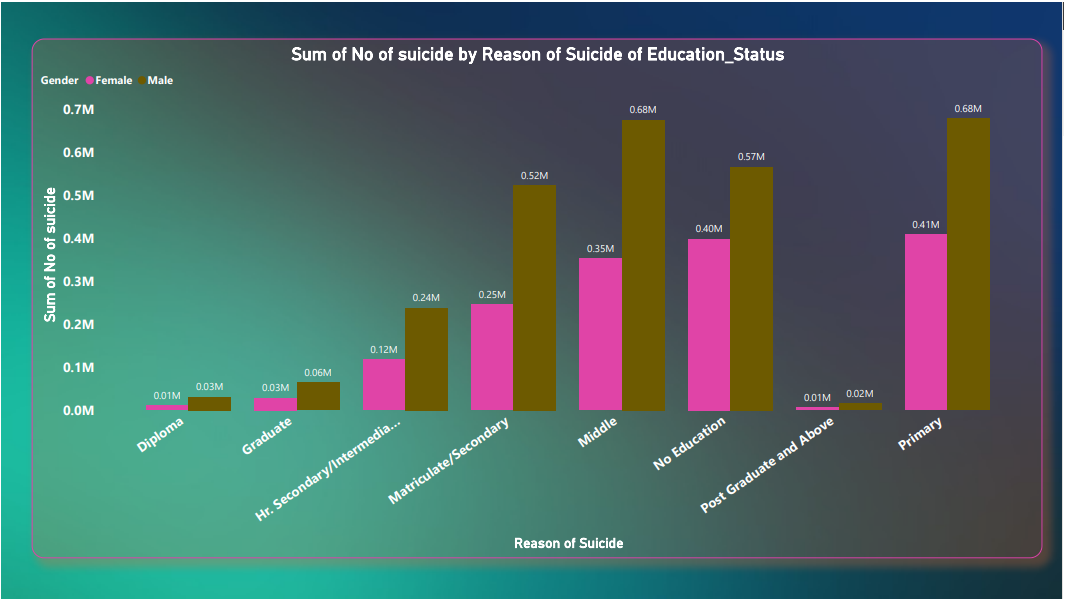 Sum of No of suicide by Reason of Suicide of Education_Status
Gender Female Male
Sum of No of suicide
0.7M
0.6M
0.5M
0.4M
0.3M
0.2M
0.1M
0.0M
0.01M
0.03M
0.03M
0.06M
0.12M
0.24M
0.25M
0.52M
0.35M
0.68M
0.40M
0.57M
0.01M
0.02M
0.41M
0.68M
Diploma
Graduate
Hr. Secondary/Intermedia...
Matriculate/Secondary
Middle
No Education
Post Graduate and Above
Primary
Reason of Suicide